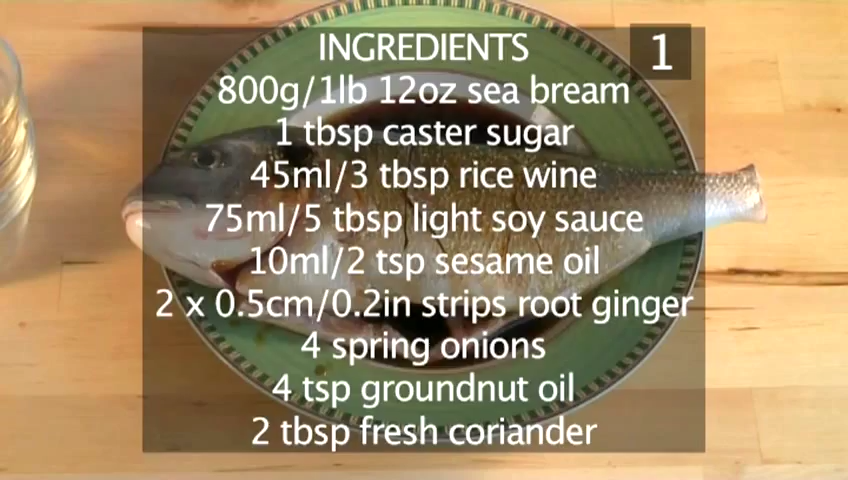 INGREDIENTS
1
800g/1lb 12oz sea bream
1 tbsp caster sugar
45ml/3 tbsp rice wine
75ml/5 tbsp light soy sauce
10ml/2 tsp sesame oil
2 x 0.5cm/0.2in strips root ginger
4 spring onions
4 tsp groundnut oil
2 tbsp fresh coriander